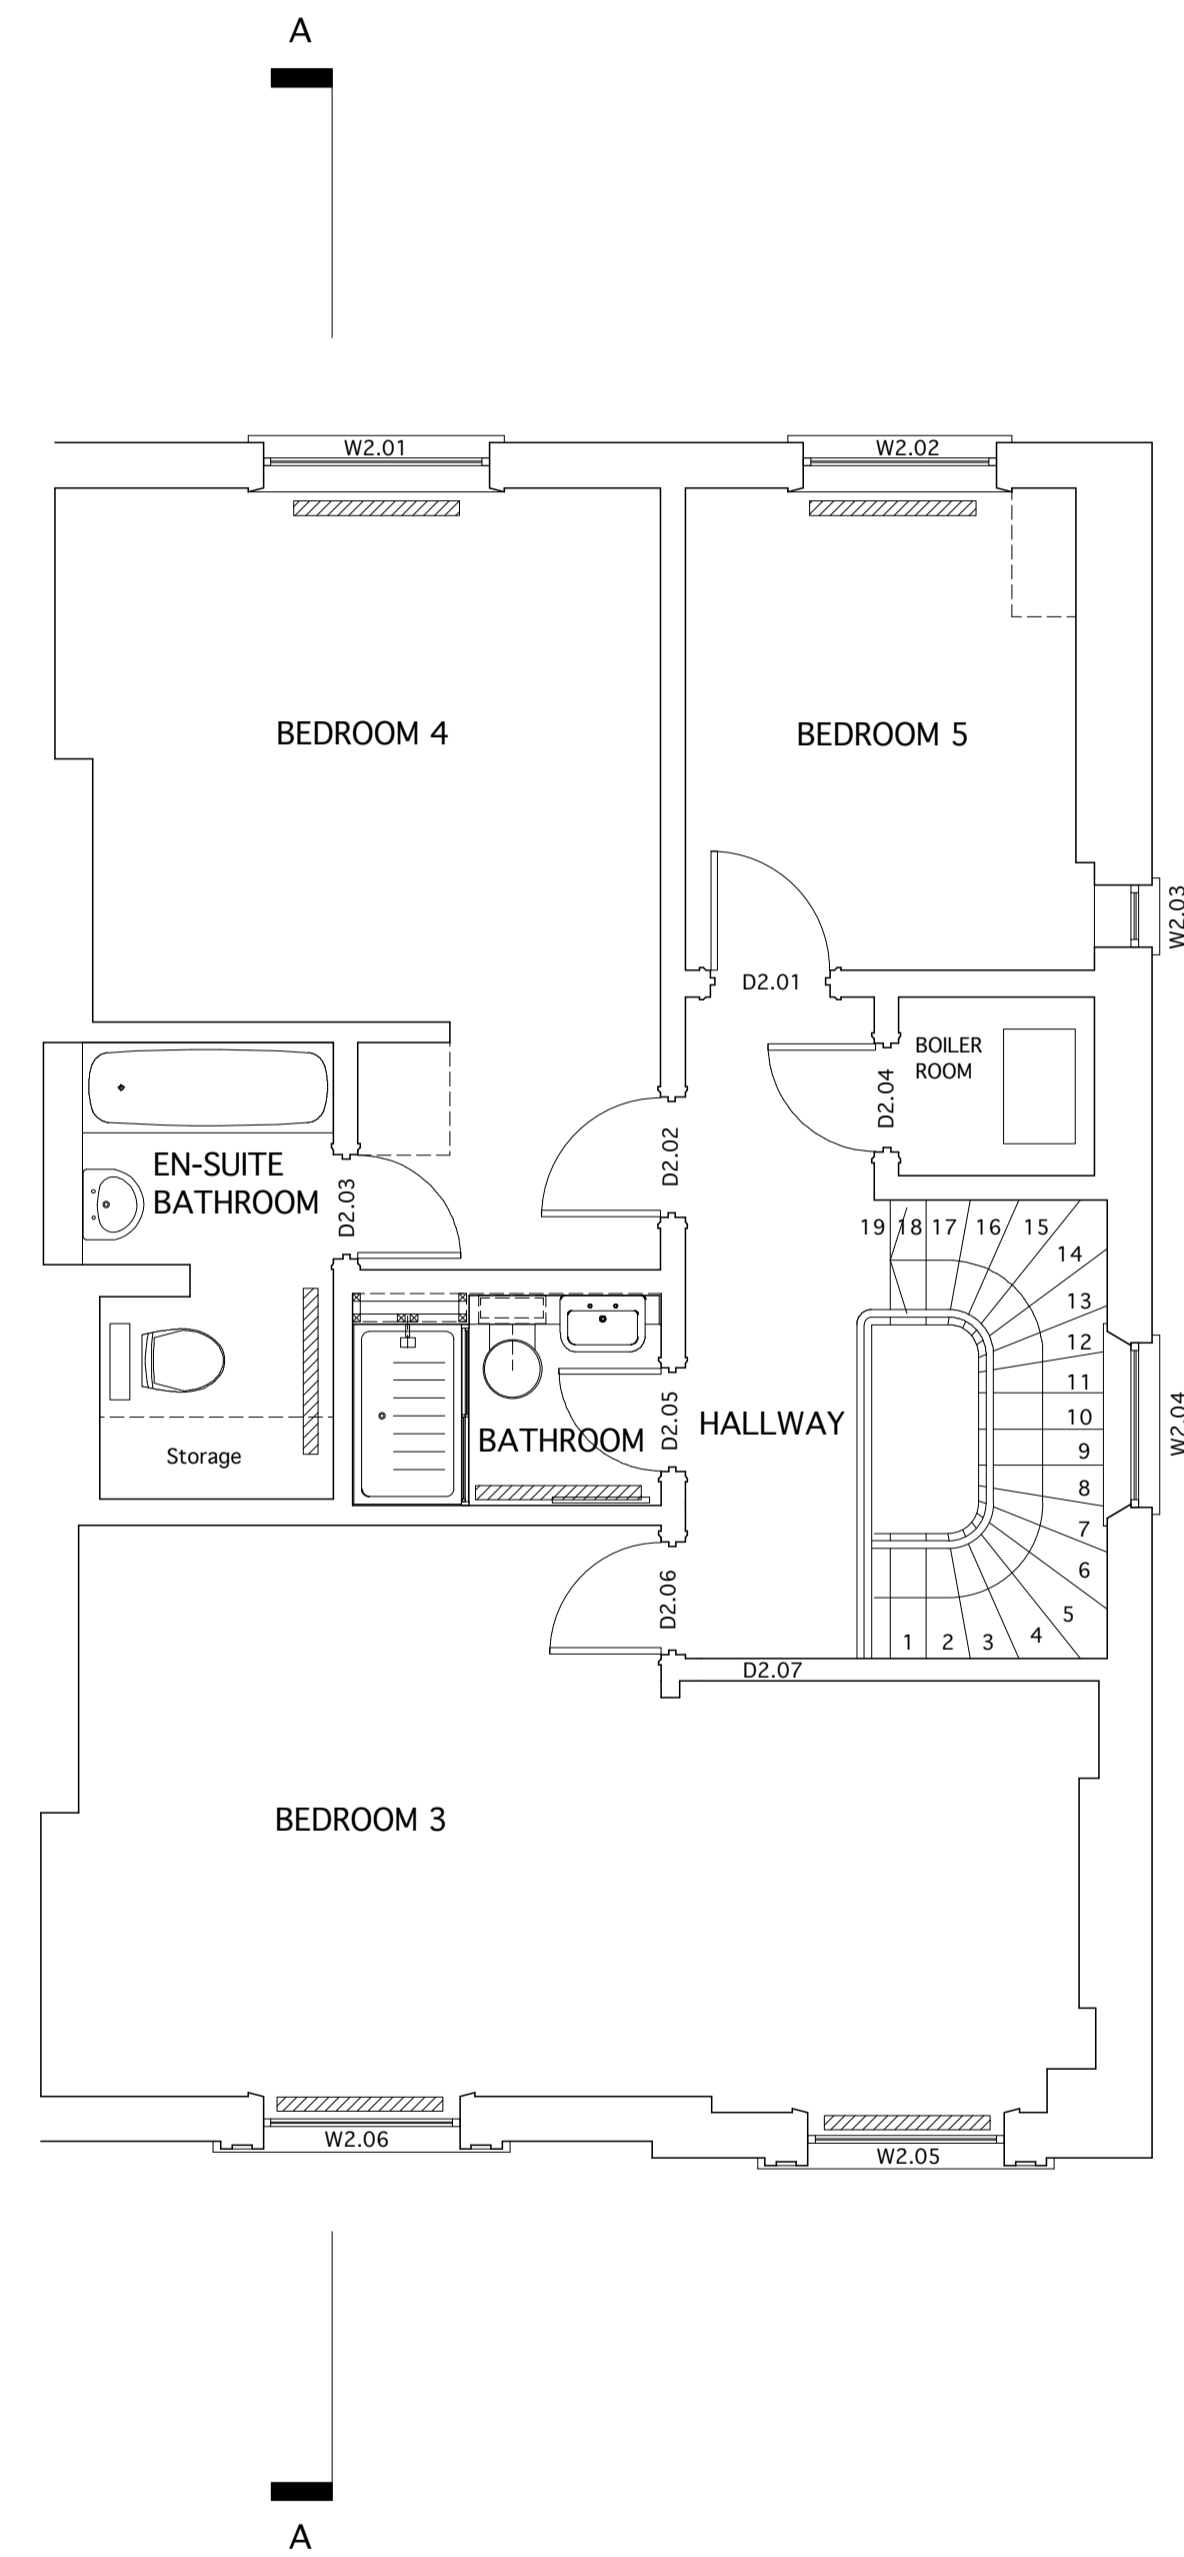 A
W2.01
W2.02
BEDROOM 4
BEDROOM 5
W2.03
D2.01
BOILER
ROOM
D2.04
D2.02
EN-SUITE
BATHROOM
D2.03
19
18
17
16
15
14
13
12
11
10
9
8
7
6
5
4
3
2
1
W2.04
D2.05
HALLWAY
BATHROOM
Storage
D2.06
D2.07
BEDROOM 3
W2.06
W2.05
A